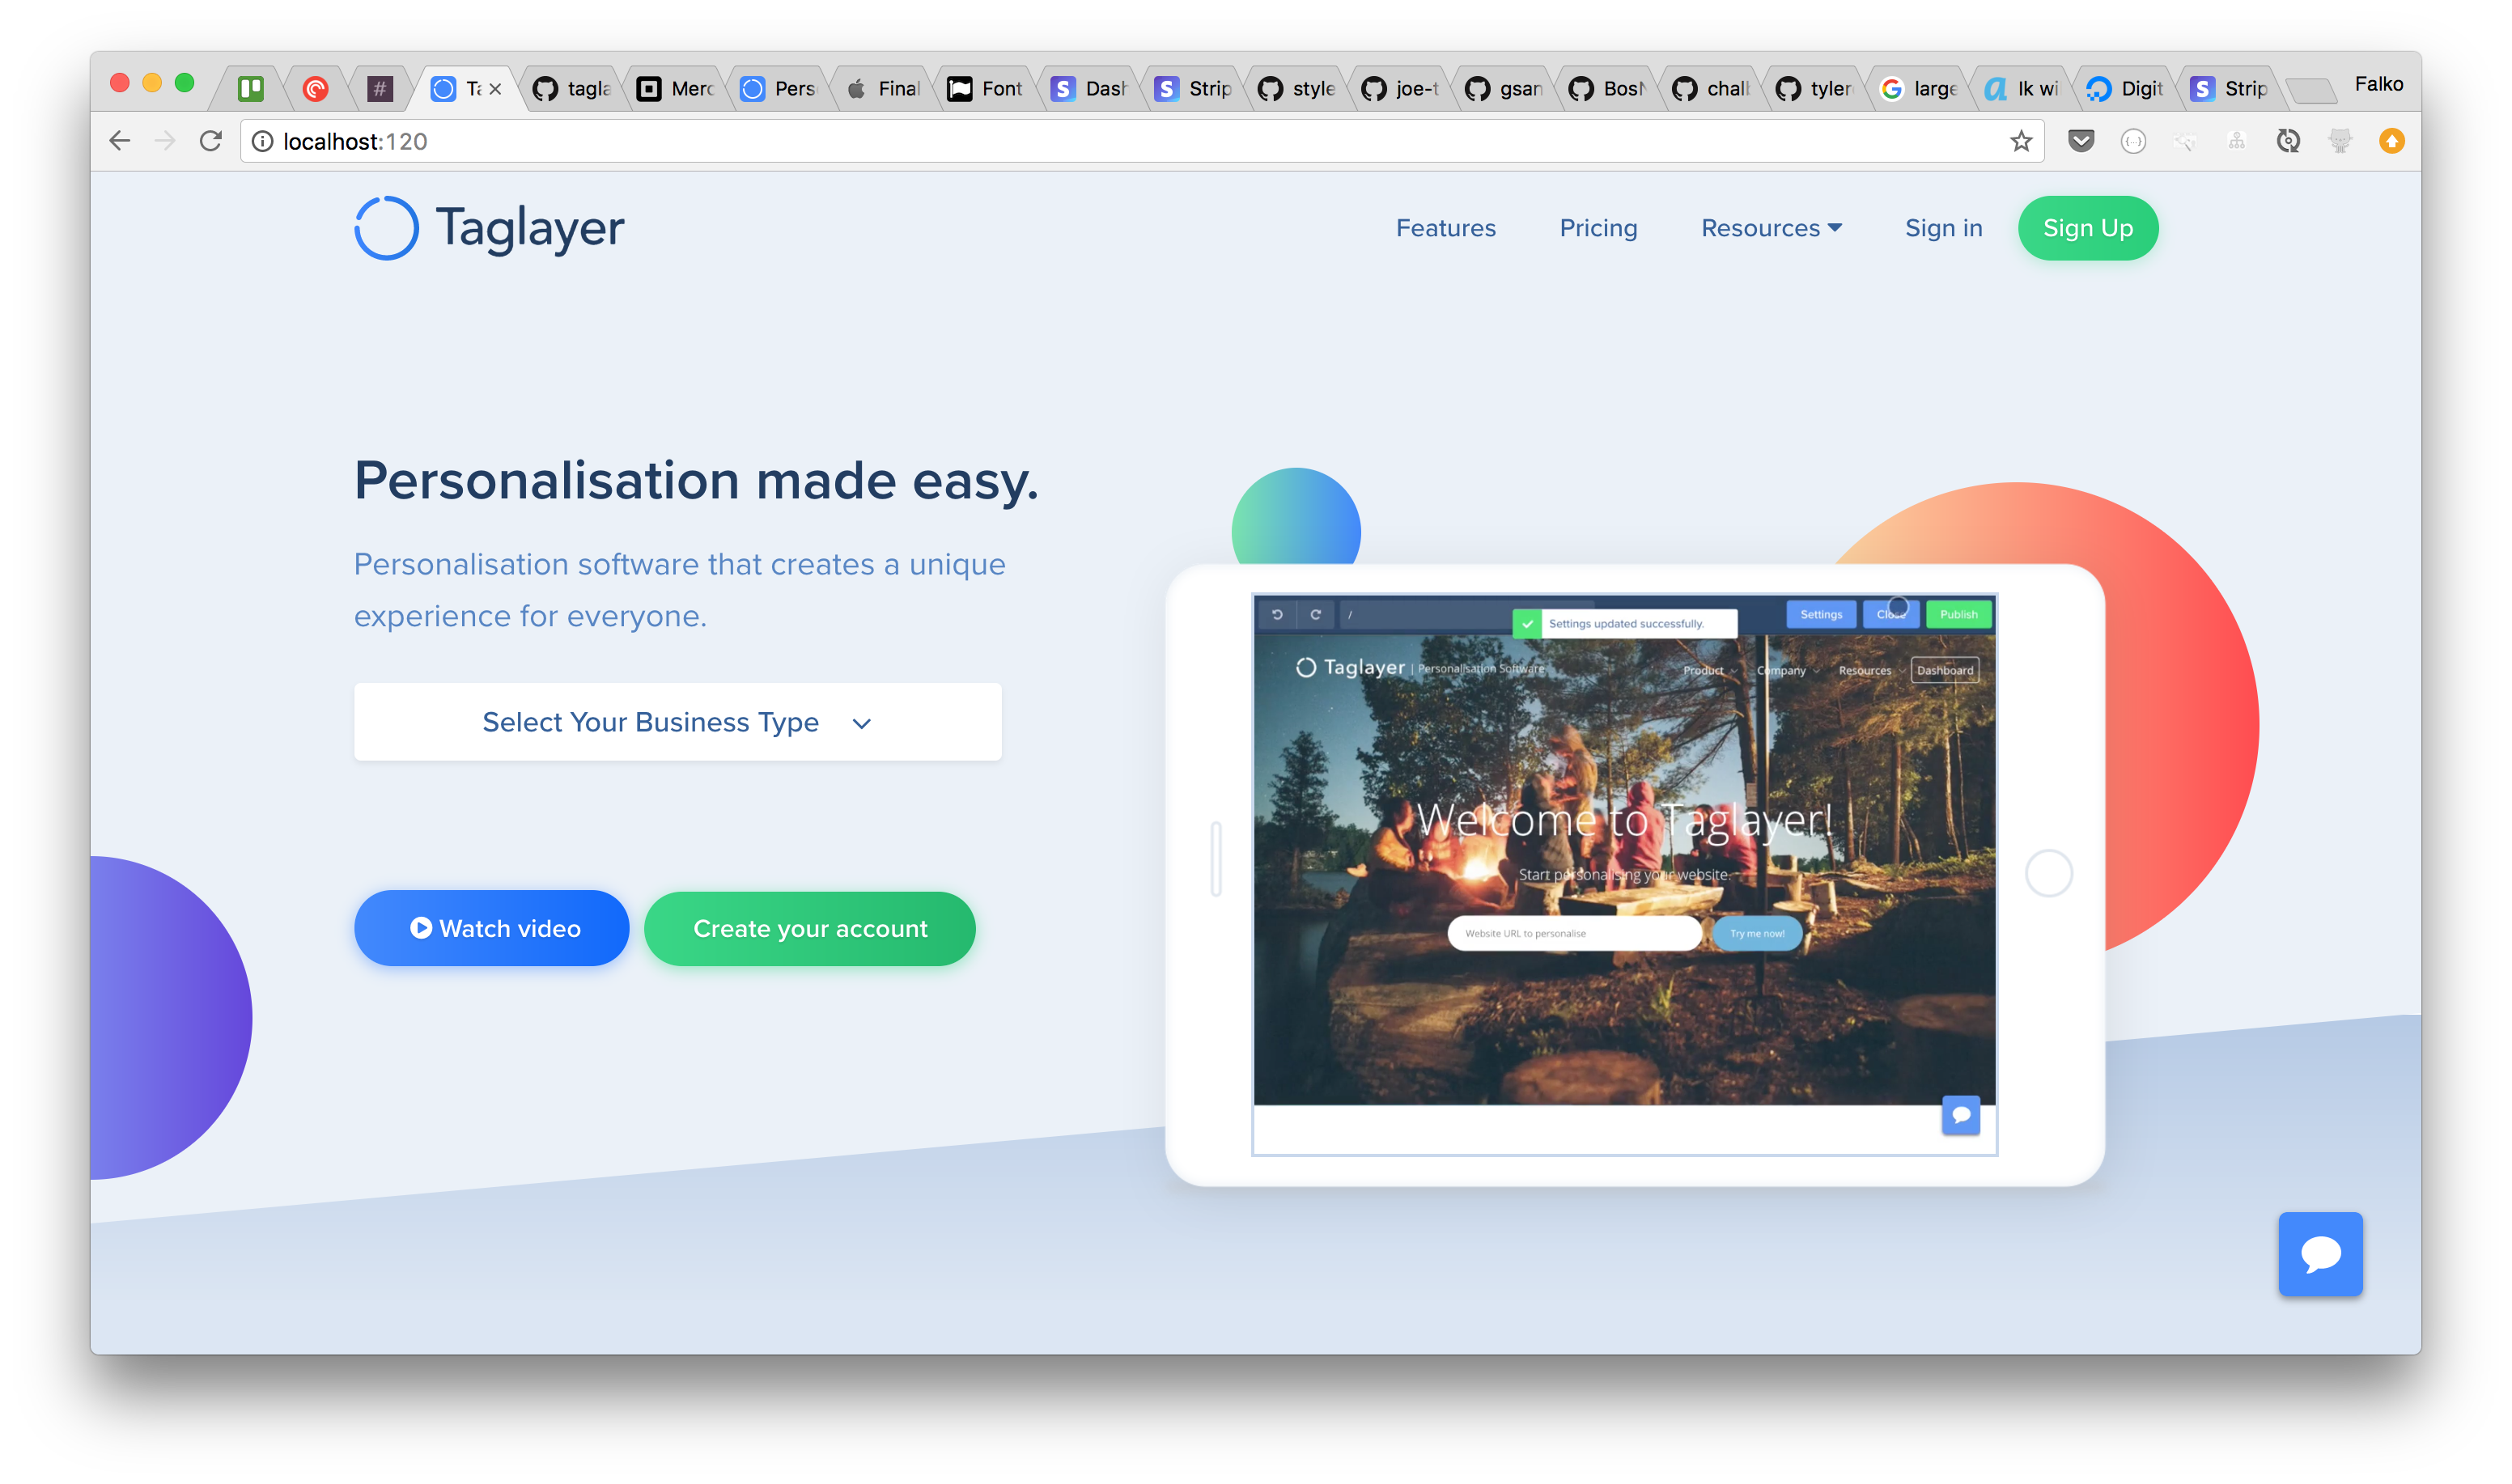 Ta
tagla
Merc
Pers
Final
Font
Dash
Strip
style
joe-t
gsan
BosN
chall
tyler
large
Ik wi
Digit
Strip
Falko
localhost:120
Taglayer
Features
Pricing
Resources
Sign in
Sign Up
Personalisation made easy.
Personalisation software that creates a unique
experience for everyone.
Select Your Business Type
Watch video
Create your account
/
Settings updated successfully.
Settings
Close
Publish
Taglayer | Personalisation Software
Product
Company
Resources
Dashboard
Welcome to Taglayer!
Start personalising your website.
Website URL to personalise
Try me now!